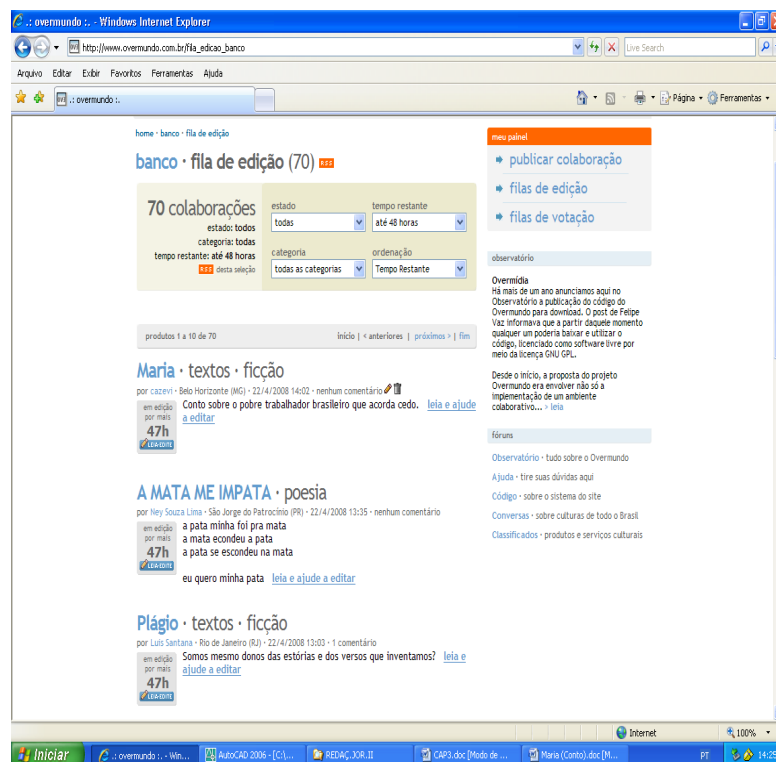 .: overmundo :. - Windows Internet Explorer
http://www.overmundo.com.br/fila_edicao_banco
Live Search
Arquivo Editar Exibir Favoritos Ferramentas Ajuda
.: overmundo :.
Página Ferramentas
home · banco · fila de edição
banco · fila de edição (70) RSS
70 colaborações
estado: todos
categoria: todas
tempo restante: até 48 horas
RSS desta seleção
estado
todas
tempo restante
até 48 horas
categoria
todas as categorias
ordenação
Tempo Restante
produtos 1 a 10 de 70
início | < anteriores | próximos > | fim
Maria · textos · ficção
por cazevi · Belo Horizonte (MG) · 22/4/2008 14:02 · nenhum comentário
em edição
por mais
47h
LEIA-EDITE
Conto sobre o pobre trabalhador brasileiro que acorda cedo. leia e ajude
a editar
A MATA ME IMPATA · poesia
por Ney Souza Lima · São Jorge do Patrocínio (PR) · 22/4/2008 13:35 · nenhum comentário
em edição
por mais
47h
LEIA-EDITE
a pata minha foi pra mata
a mata econdeu a pata
a pata se escondeu na mata
eu quero minha pata leia e ajude a editar
Plágio · textos · ficção
por Luis Santana · Rio de Janeiro (RJ) · 22/4/2008 13:03 · 1 comentário
em edição
por mais
47h
LEIA-EDITE
Somos mesmo donos das estórias e dos versos que inventamos? leia e
ajude a editar
meu painel
publicar colaboração
filas de edição
filas de votação
observatório
Overmídia
Há mais de um ano anunciamos aqui no
Observatório a publicação do código do
Overmundo para download. O post de Felipe
Vaz informava que a partir daquele momento
qualquer um poderia baixar e utilizar o
código, licenciado como software livre por
meio da licença GNU GPL.
Desde o início, a proposta do projeto
Overmundo era envolver não só a
implementação de um ambiente
colaborativo... > leia
fóruns
Observatório · tudo sobre o Overmundo
Ajuda · tire suas dúvidas aqui
Código · sobre o sistema do site
Conversas · sobre culturas de todo o Brasil
Classificados · produtos e serviços culturais
Internet 100%
Iniciar
.: overmundo :. - Win...
AutoCAD 2006 - [C:\...
REDAÇ.JOR.II
CAP3.doc [Modo de ...
Maria (Conto).doc [M...
PT
14:25